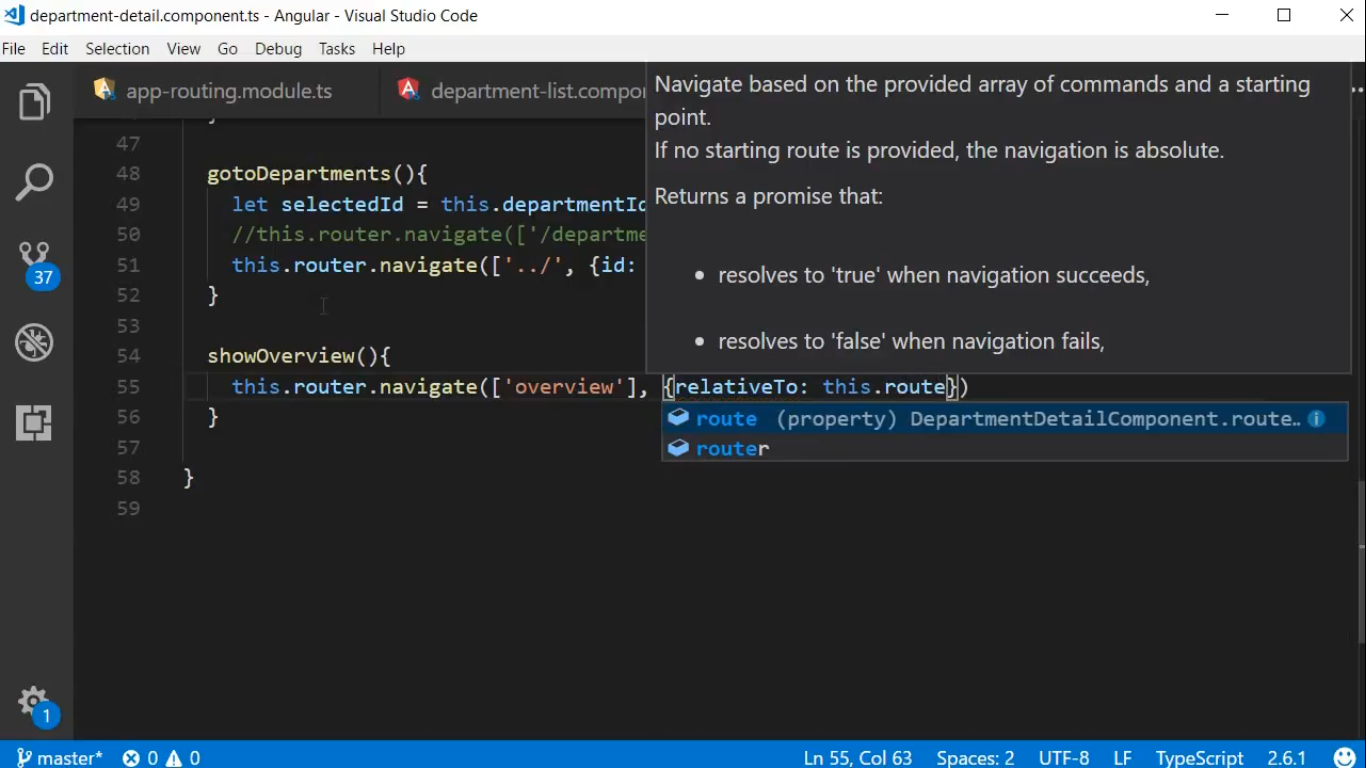 department-detail.component.ts - Angular - Visual Studio Code
File Edit Selection View Go Debug Tasks Help
app-routing.module.ts department-list.compo
Navigate based on the provided array of commands and a starting
point.
If no starting route is provided, the navigation is absolute.
Returns a promise that:
• resolves to 'true' when navigation succeeds,
• resolves to 'false' when navigation fails,
47
48 gotoDepartments(){
49 let selectedId = this.departmentId
50 //this.router.navigate(['/departme
51 this.router.navigate(['../', {id:
52 }
53
54 showOverview(){
55 this.router.navigate(['overview'], {relativeTo: this.route})
route (property) DepartmentDetailComponent.route…
router
56 }
57
58 }
59
37
1
master* 0 0 Ln 55, Col 63 Spaces: 2 UTF-8 LF TypeScript 2.6.1